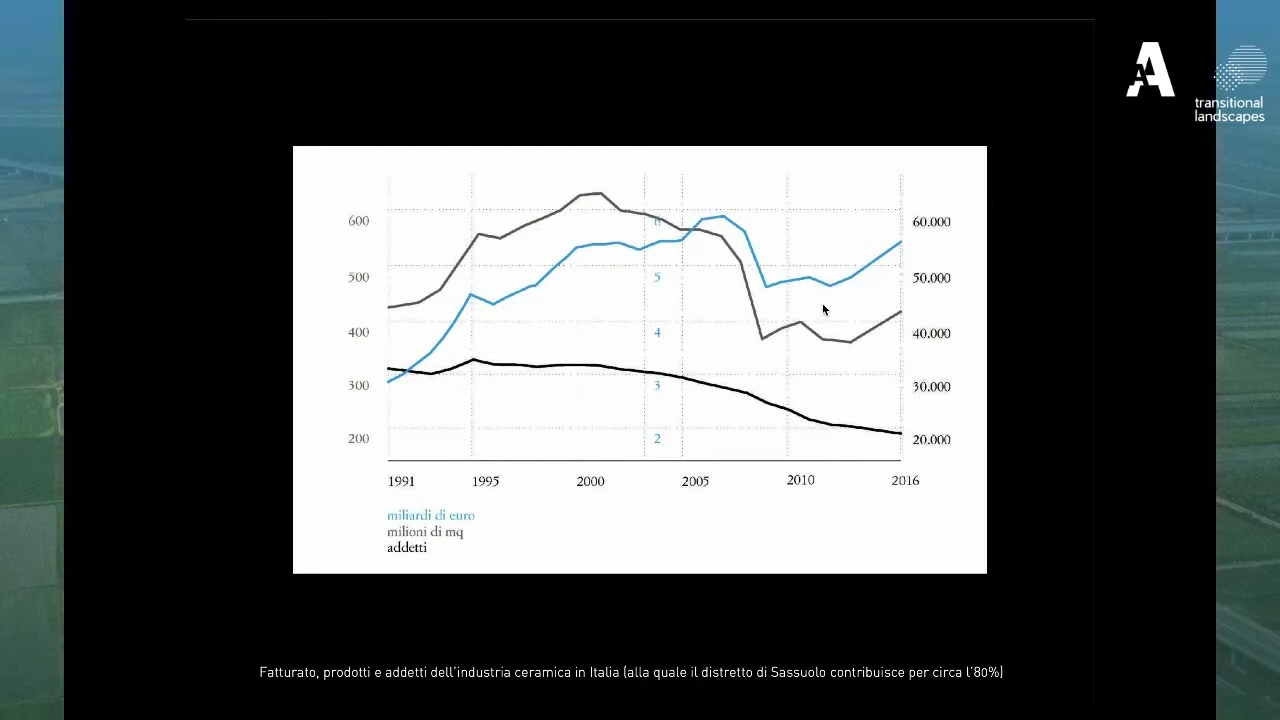 A A
transitional
landscapes
600 6 60.000
500 5 50.000
400 4 40.000
300 3 30.000
200 2 20.000
1991 1995 2000 2005 2010 2016
miliardi di euro
milioni di mq
addetti
Fatturato, prodotti e addetti dell'industria ceramica in Italia (alla quale il distretto di Sassuolo contribuisce per circa l'80%)